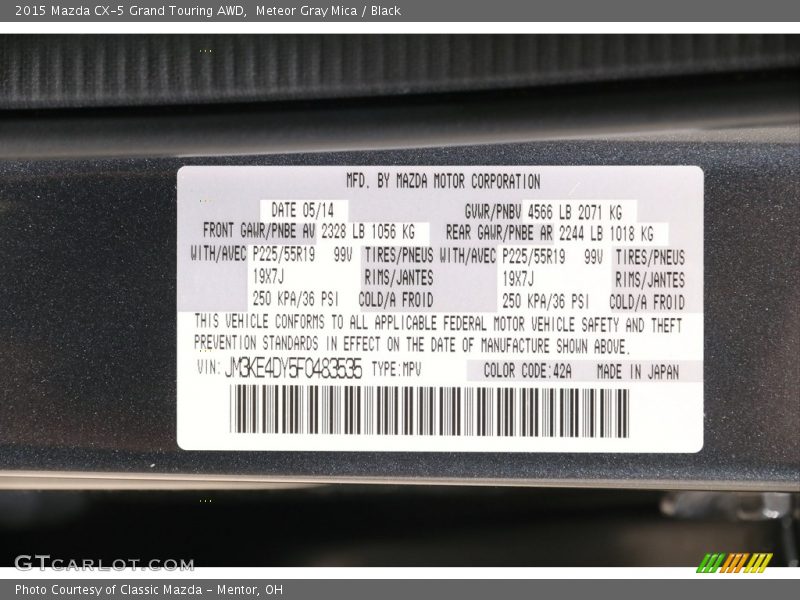 2015 Mazda CX-5 Grand Touring AWD, Meteor Gray Mica / Black
MFD. BY MAZDA MOTOR CORPORATION
DATE 05/14 GVWR/PNBV 4566 LB 2071 KG
FRONT GAWR/PNBE AV 2328 LB 1056 KG REAR GAWR/PNBE AR 2244 LB 1018 KG
WITH/AVEC P225/55R19 99V TIRES/PNEUS WITH/AVEC P225/55R19 99V TIRES/PNEUS
19X7J RIMS/JANTES 19X7J RIMS/JANTES
250 KPA/36 PSI COLD/A FROID 250 KPA/36 PSI COLD/A FROID
THIS VEHICLE CONFORMS TO ALL APPLICABLE FEDERAL MOTOR VEHICLE SAFETY AND THEFT
PREVENTION STANDARDS IN EFFECT ON THE DATE OF MANUFACTURE SHOWN ABOVE.
VIN: JM3KE4DY5F0483535 TYPE:MPV COLOR CODE:42A MADE IN JAPAN
GTCARLOT.COM
Photo Courtesy of Classic Mazda - Mentor, OH